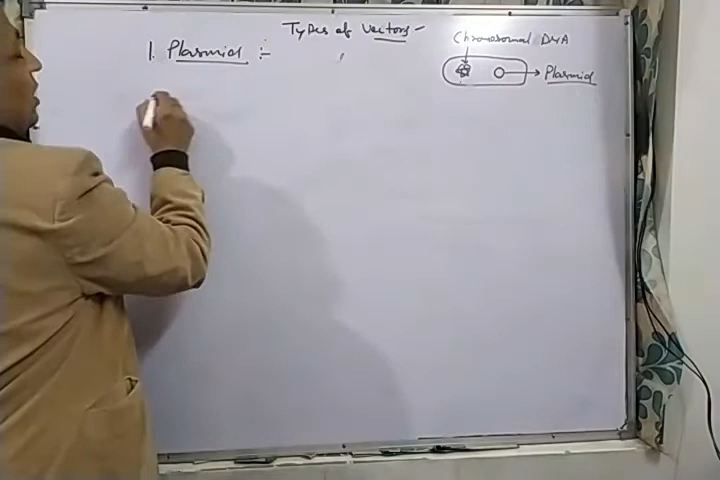 Types of Vectors -
1. Plasmid :-
Chromosomal DNA
Plasmid